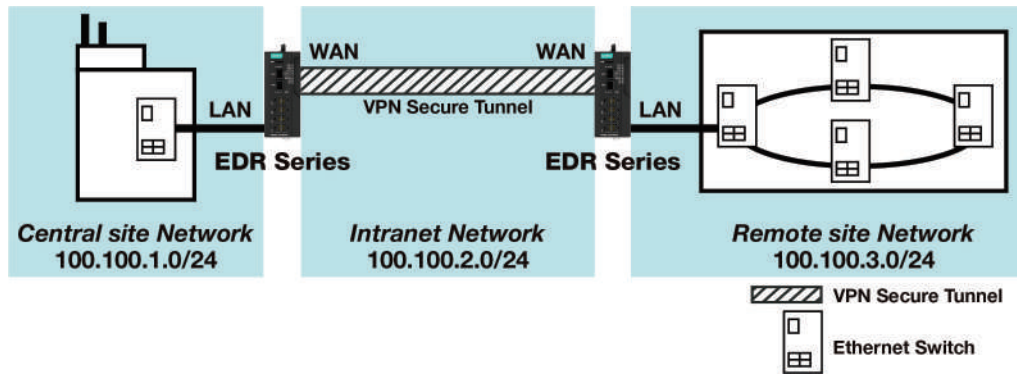 WAN
WAN
LAN
VPN Secure Tunnel
LAN
EDR Series
EDR Series
Central site Network
100.100.1.0/24
Intranet Network
100.100.2.0/24
Remote site Network
100.100.3.0/24
VPN Secure Tunnel
Ethernet Switch